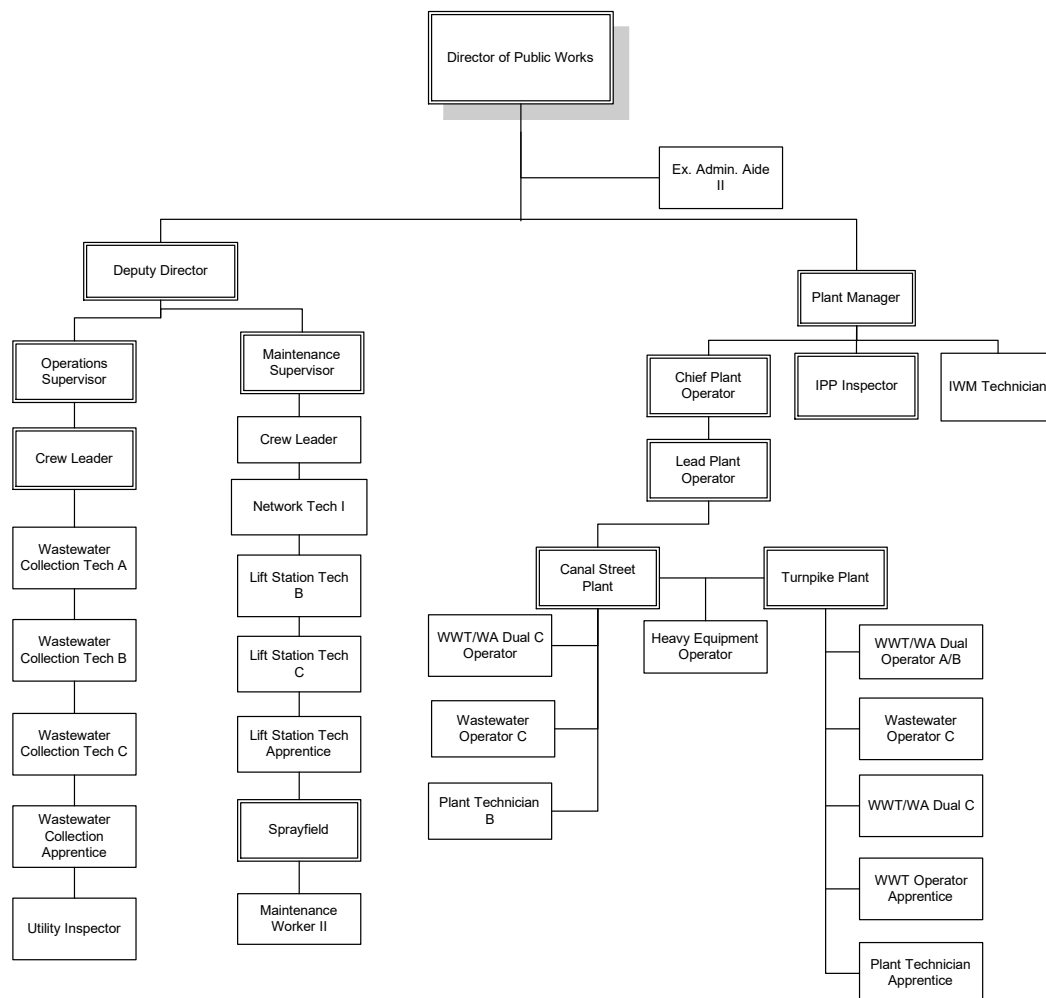 Director of Public Works
Ex. Admin. Aide
II
Deputy Director
Plant Manager
Operations
Supervisor
Maintenance
Supervisor
Chief Plant
Operator
IPP Inspector
IWM Technician
Crew Leader
Crew Leader
Lead Plant
Operator
Network Tech I
Wastewater
Collection Tech A
Lift Station Tech
B
Canal Street
Plant
Turnpike Plant
Wastewater
Collection Tech B
Lift Station Tech
C
WWT/WA Dual C
Operator
Heavy Equipment
Operator
WWT/WA Dual
Operator A/B
Wastewater
Collection Tech C
Lift Station Tech
Apprentice
Wastewater
Operator C
Wastewater
Operator C
Wastewater
Collection
Apprentice
Sprayfield
Plant Technician
B
WWT/WA Dual C
Utility Inspector
Maintenance
Worker II
WWT Operator
Apprentice
Plant Technician
Apprentice